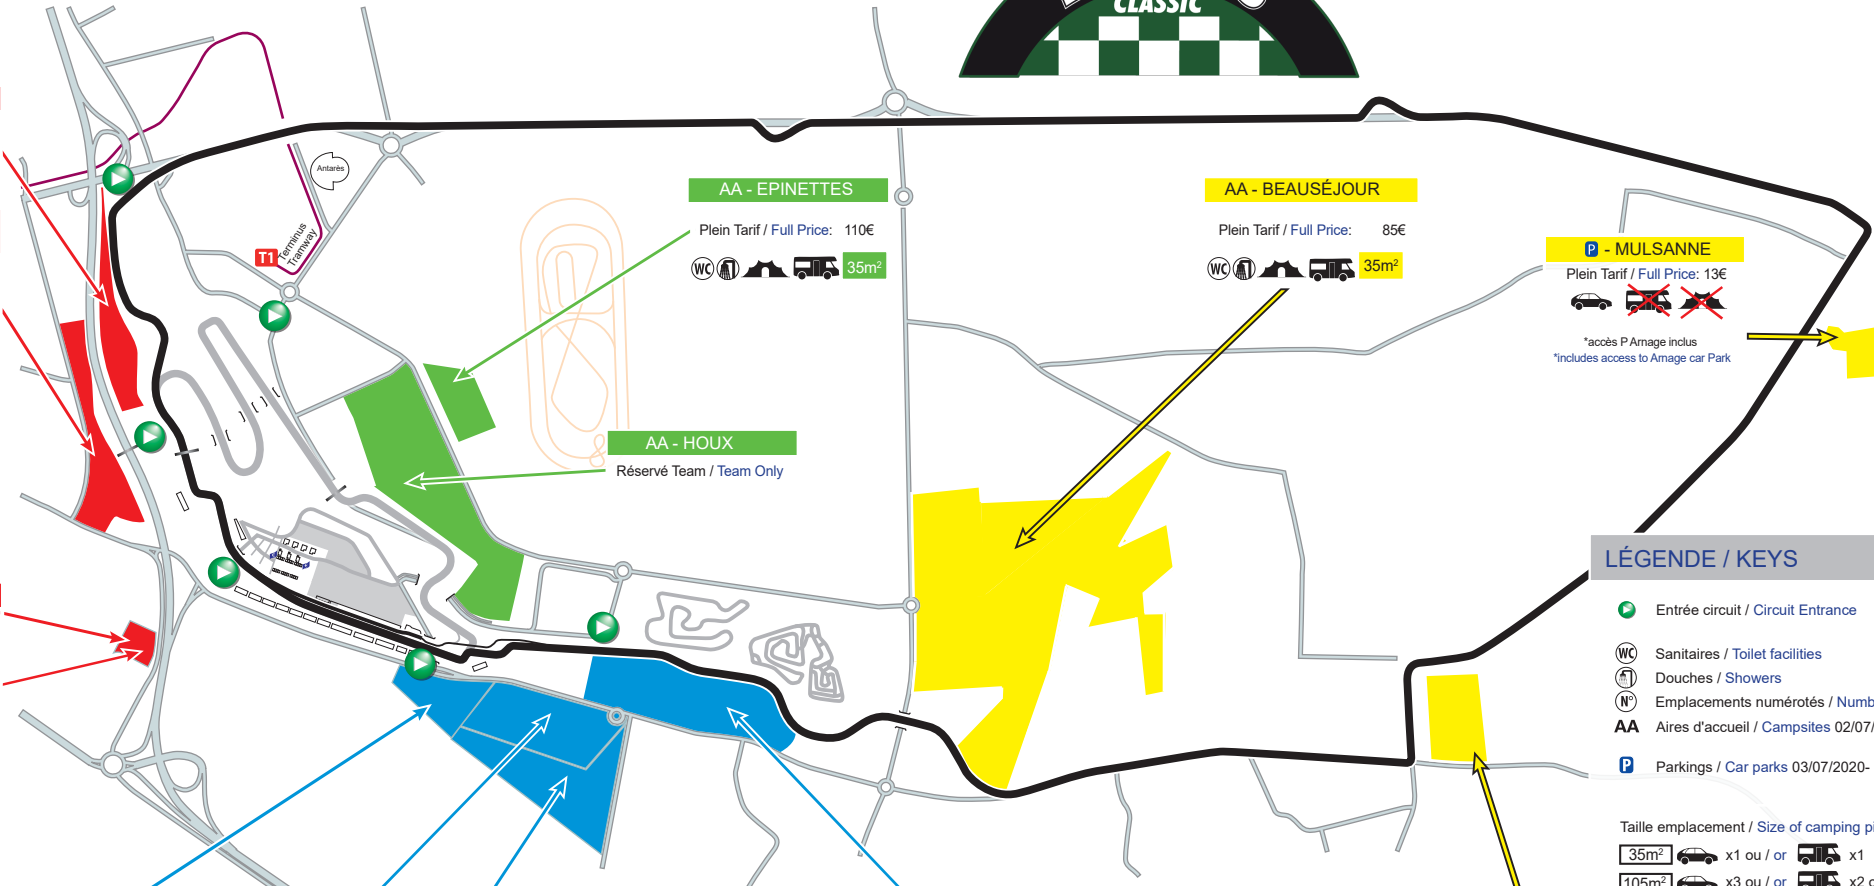 CLASSIC
Antarès
T1
Terminus
Tramway
AA - EPINETTES
Plein Tarif / Full Price: 110€
WC
35m²
AA - HOUX
Réservé Team / Team Only
AA - BEAUSÉJOUR
Plein Tarif / Full Price: 85€
WC
35m²
P - MULSANNE
Plein Tarif / Full Price: 13€
*accès P Arnage inclus
*includes access to Arnage car Park
&
LÉGENDE / KEYS
Entrée circuit / Circuit Entrance
WC Sanitaires / Toilet facilities
Douches / Showers
N° Emplacements numérotés / Numb
AA Aires d'accueil / Campsites 02/07/
P Parkings / Car parks 03/07/2020-
Taille emplacement / Size of camping pi
35m² x1 ou / or x1
105m² x3 ou / or x2